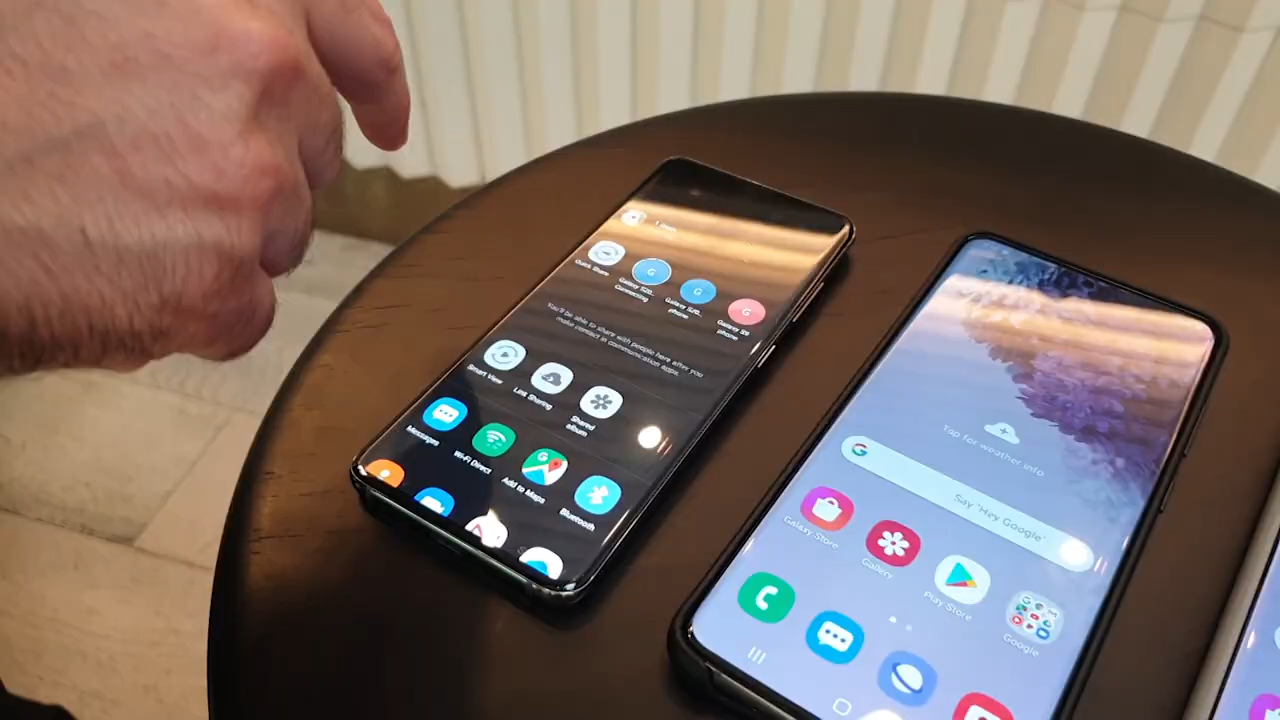 Quick Share
Galaxy S20...
Connecting
Galaxy S20...
phone
Galaxy S9
phone
You'll be able to share with people here after you
make contact in communication apps.
Smart View
Link Sharing
Shared
album
Messages
Wi-Fi Direct
Add to Maps
Bluetooth
Tap for weather info
Say "Hey Google"
Galaxy Store
Gallery
Play Store
Google